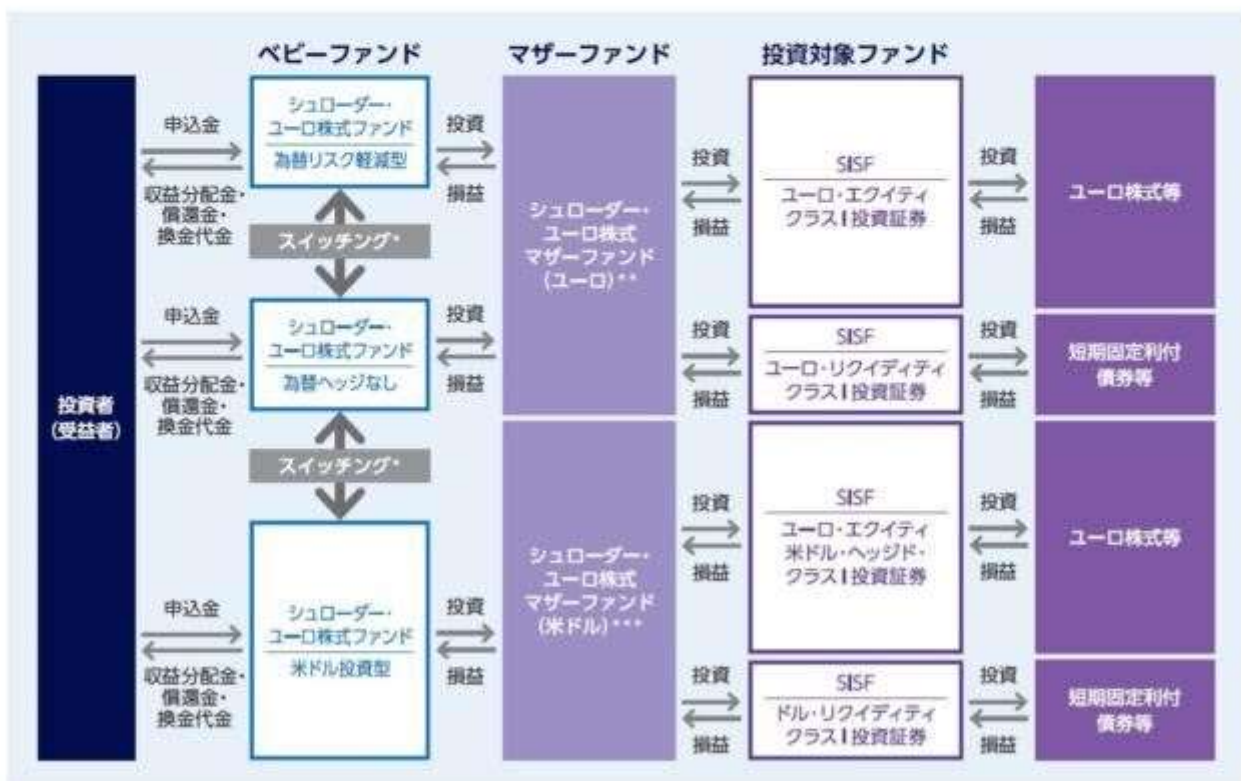 ベビーファンド
マザーファンド
投資対象ファンド
投資者
(受益者)
申込金
収益分配金・
償還金・
換金代金
シュローダー・
ユーロ株式ファンド
為替リスク軽減型
投資
損益
スイッチング*
申込金
収益分配金・
償還金・
換金代金
シュローダー・
ユーロ株式ファンド
為替ヘッジなし
投資
損益
スイッチング*
申込金
収益分配金・
償還金・
換金代金
シュローダー・
ユーロ株式ファンド
米ドル投資型
投資
損益
シュローダー・
ユーロ株式
マザーファンド
(ユーロ)**
投資
損益
SISF
ユーロ・エクイティ
クラスI投資証券
投資
損益
ユーロ株式等
投資
損益
SISF
ユーロ・リクイディティ
クラスI投資証券
投資
損益
短期固定利付
債券等
シュローダー・
ユーロ株式
マザーファンド
(米ドル)***
投資
損益
SISF
ユーロ・エクイティ
米ドル・ヘッジド・
クラスI投資証券
投資
損益
ユーロ株式等
投資
損益
SISF
ドル・リクイディティ
クラスI投資証券
投資
損益
短期固定利付
債券等